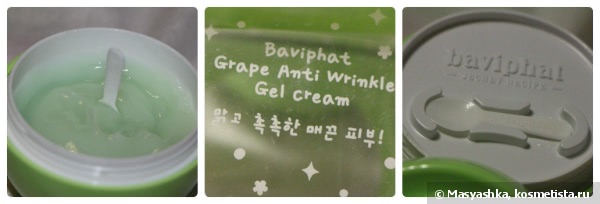 Baviphat
Grape Anti Wrinkle
Gel cream
맑고 촉촉한 매끈 피부!
baviphat
© Masyashka, kosmetista.ru